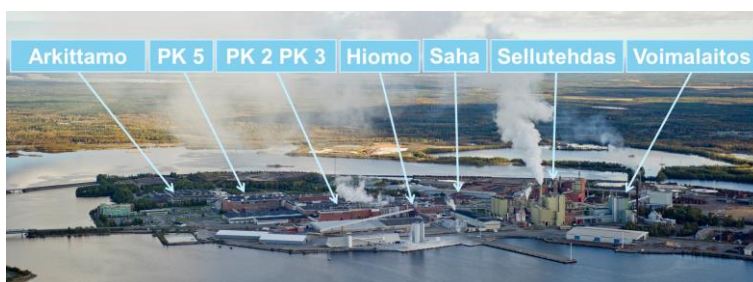 Arkittamo
PK 5
PK 2 PK 3
Hiomo
Saha
Sellutehdas
Voimalaitos